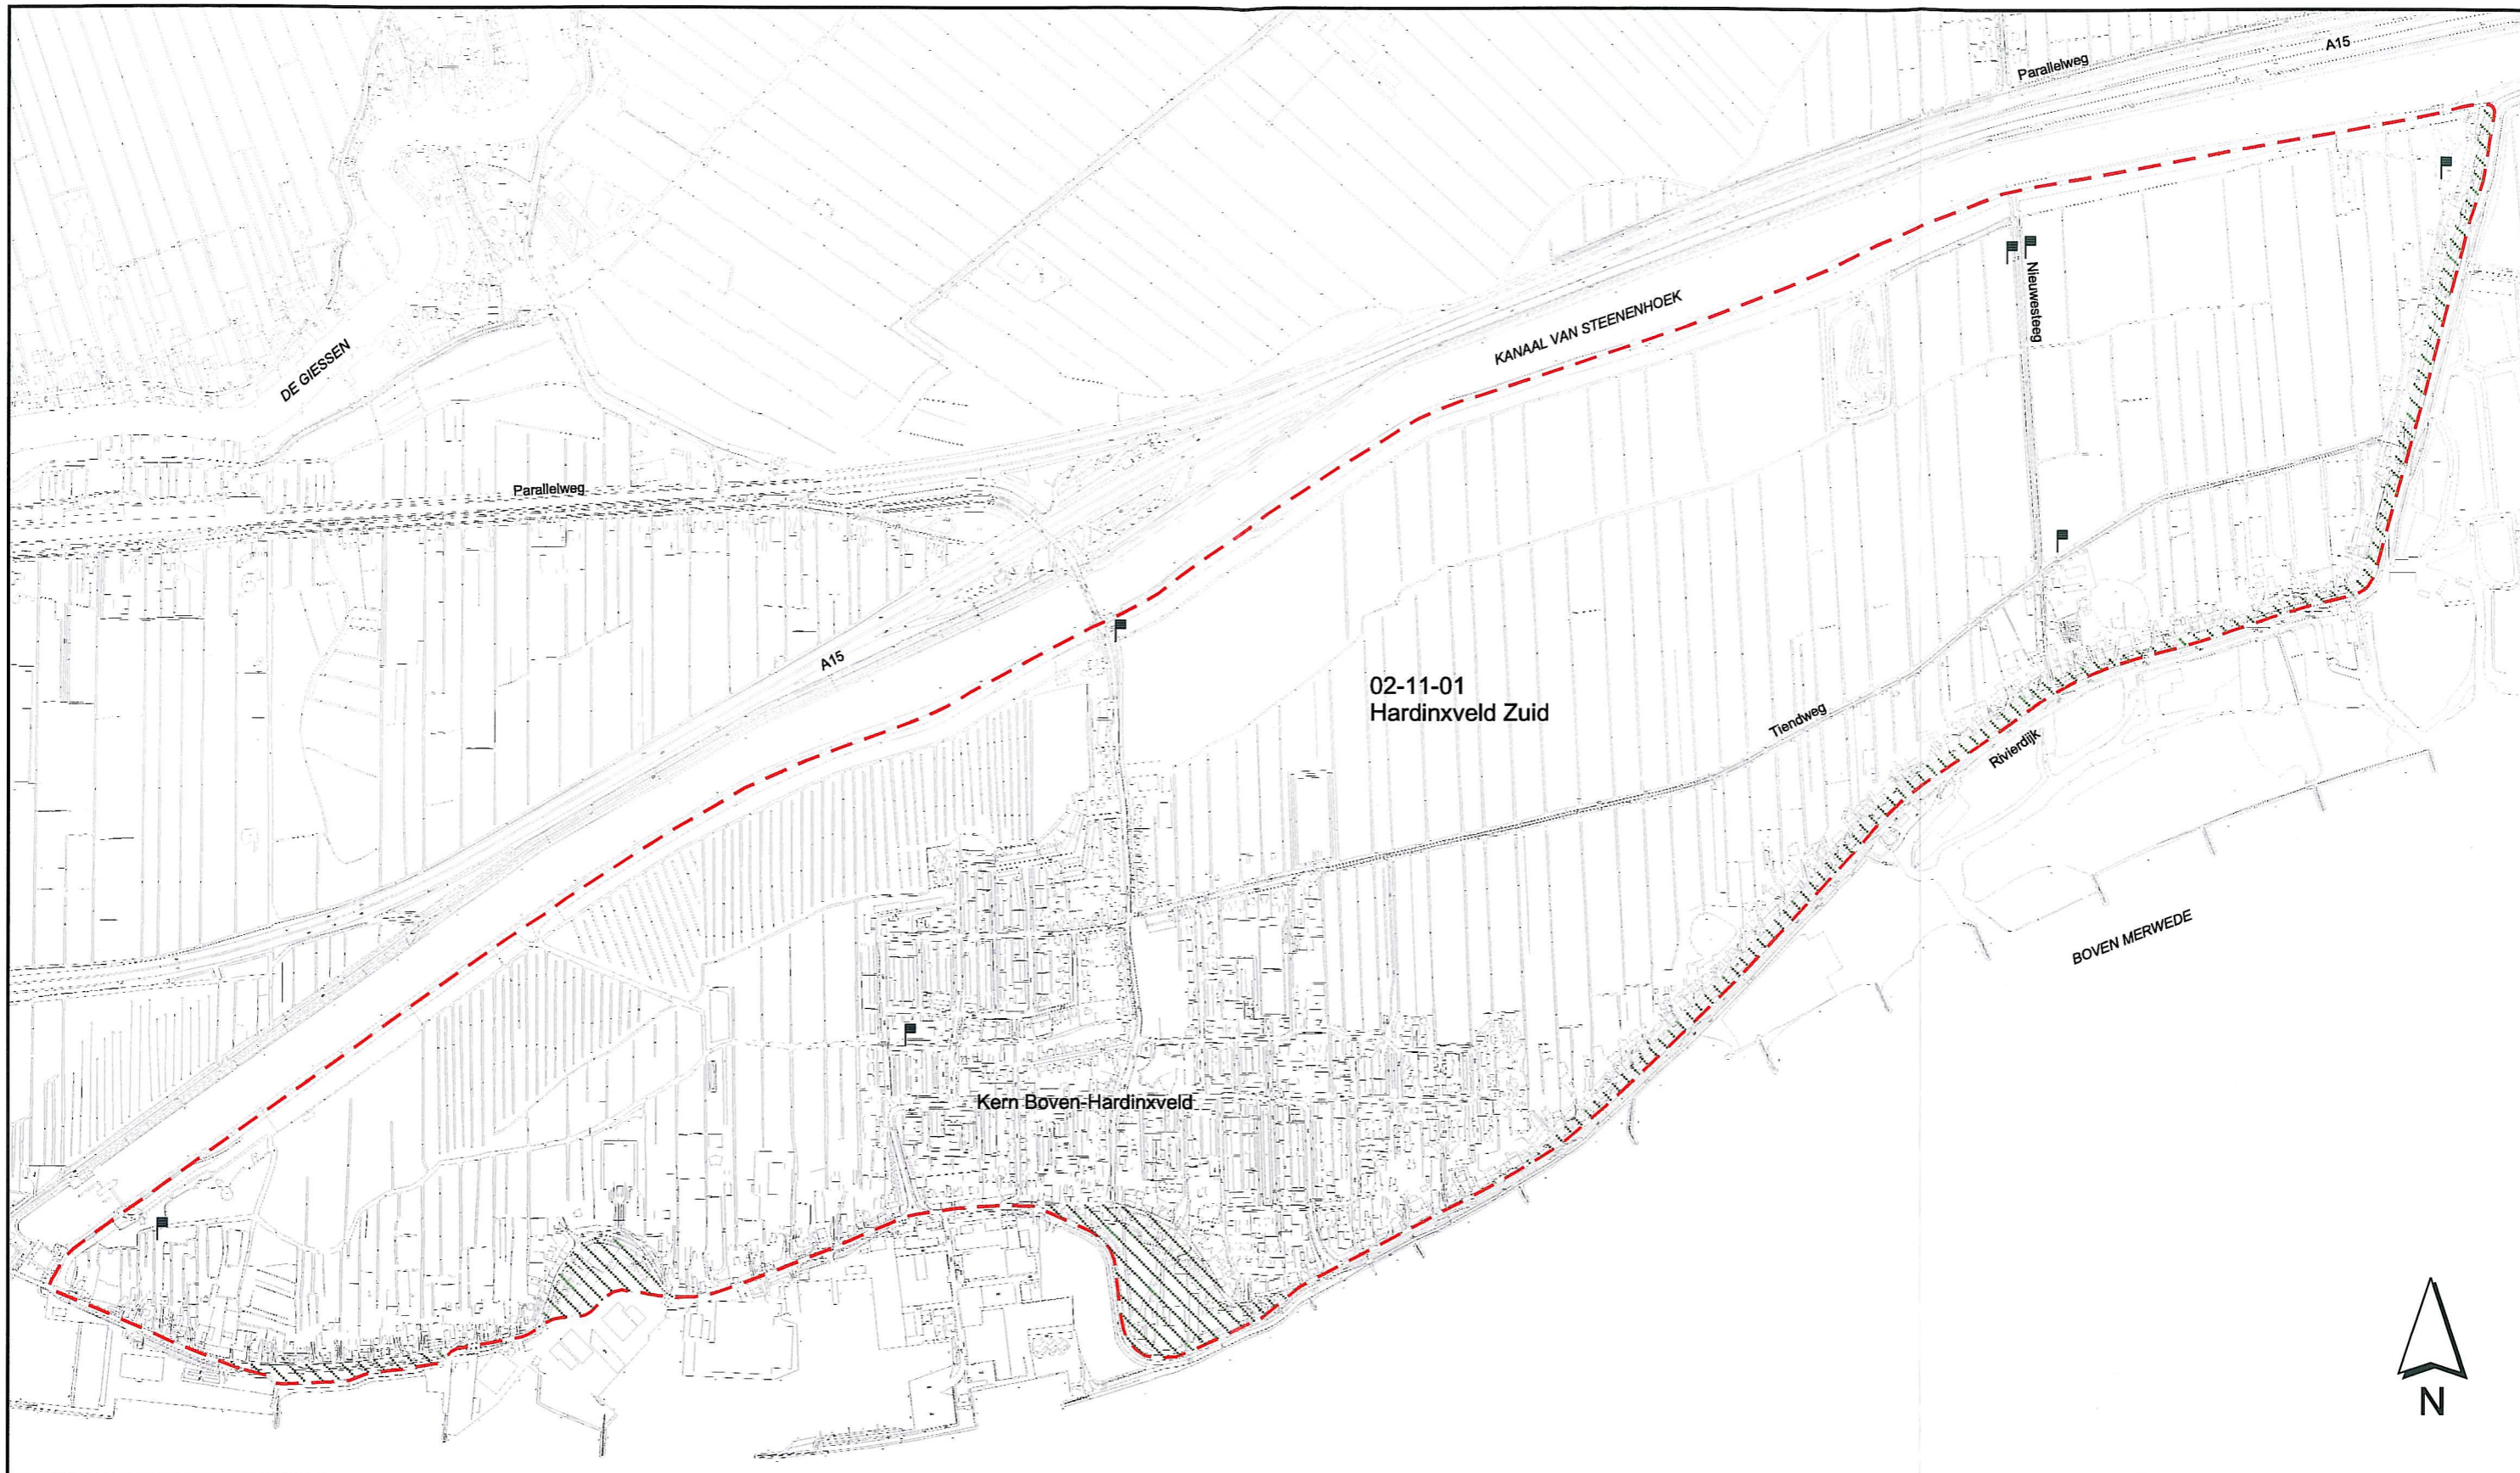 A15
Parallelweg
Nieuwesteeg
KANAAL VAN STEENENHOEK
DE GIESSEN
Parallelweg
A15
02-11-01
Hardinxveld Zuid
Tiendweg
Rivierdijk
BOVEN MERWEDE
Kern Boven-Hardinxveld
N